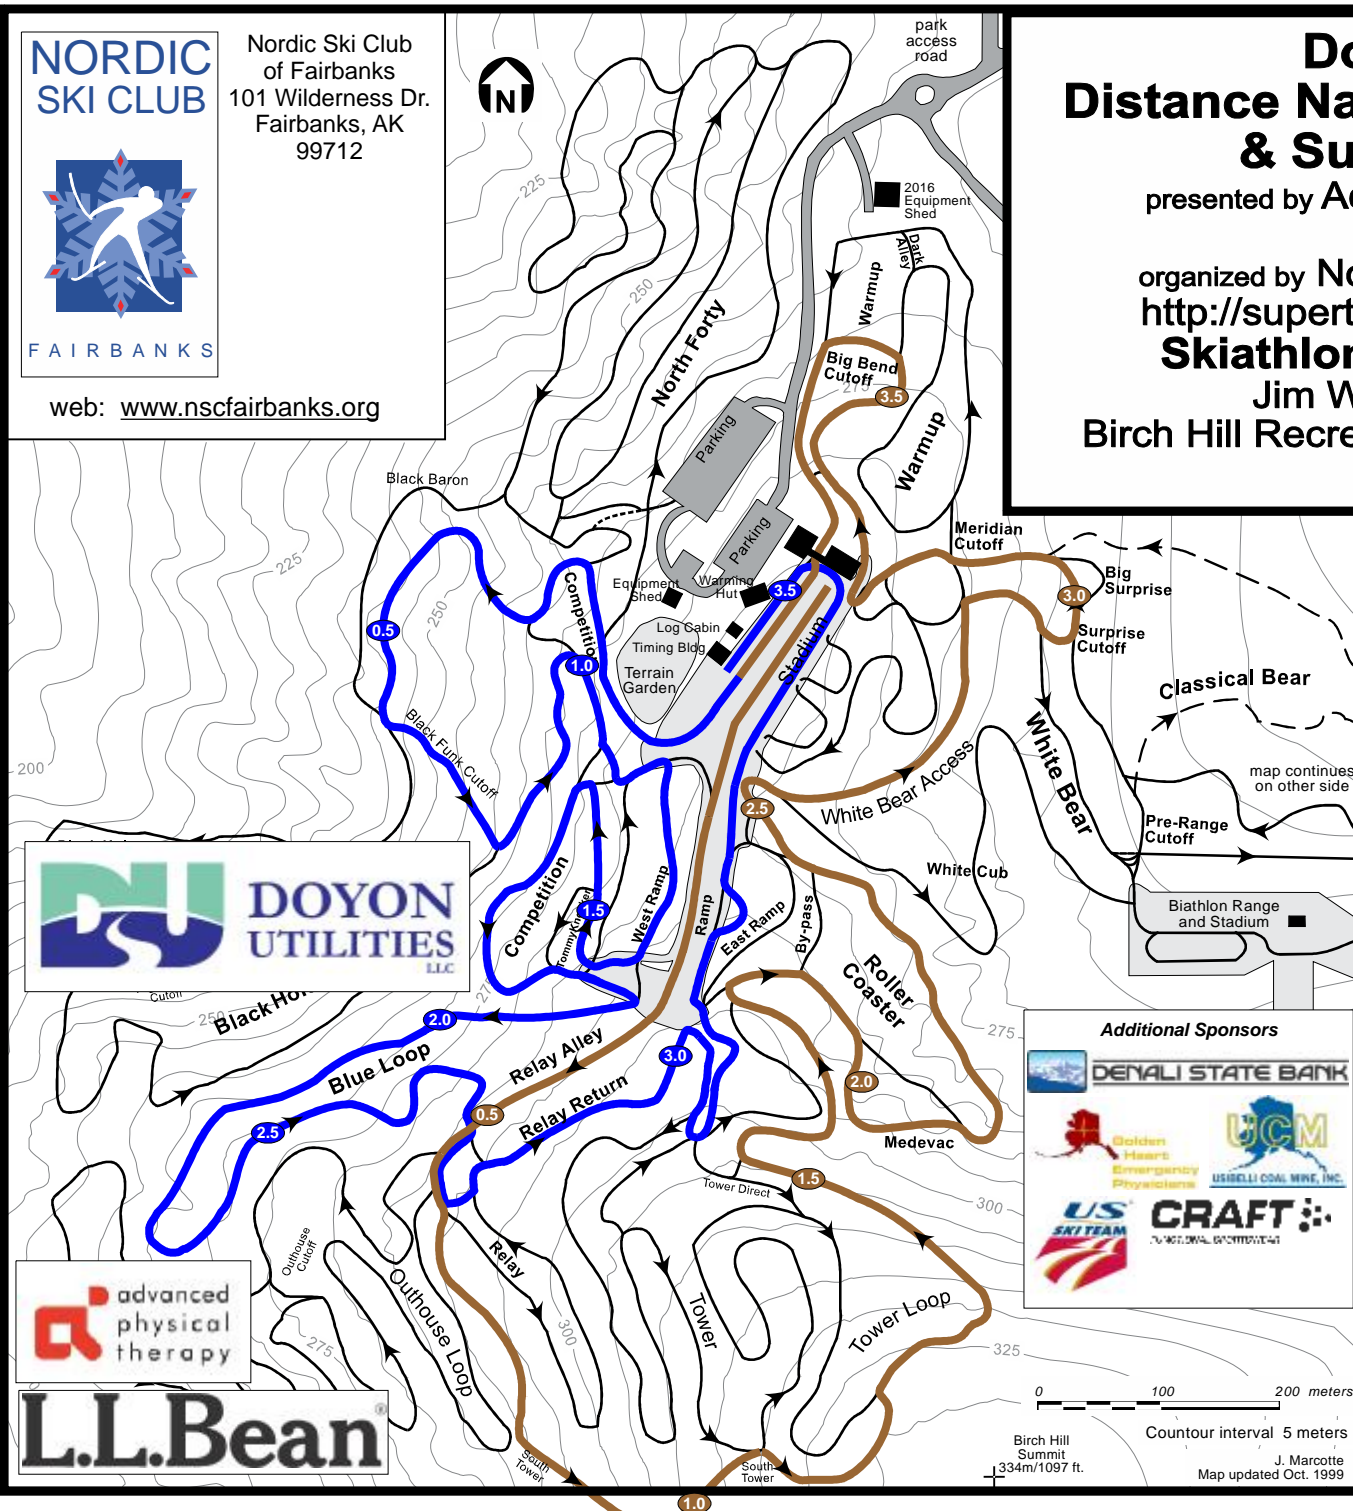 NORDIC
SKI CLUB
FAIRBANKS
Nordic Ski Club
of Fairbanks
101 Wilderness Dr.
Fairbanks, AK
99712
web: www.nscfairbanks.org
N
park
access
road
Distance
& Su
presented by
organized by
http://supert
Skiathlon
Jim W
Birch Hill Recre
2016
Equipment
Shed
Dark
Alley
Warmup
225
250
North Forty
Big Bend
Cutoff
275
3.5
Warmup
Parking
Parking
Black Baron
Meridian
Cutoff
Big
Surprise
3.0
Surprise
Cutoff
225
250
0.5
Competition
1.0
Equipment
Shed
Warming
Hut
3.5
Log Cabin
Timing Bldg
Terrain
Garden
Stadium
Classical Bear
White Bear
map continues
on other side
Black Funk Cutoff
200
2.5
White Bear Access
Pre-Range
Cutoff
White Cub
Biathlon Range
and Stadium
DOYON
UTILITIES
LLC
Competition
1.5
West Ramp
Ramp
East Ramp
By-pass
Roller
Coaster
275
Cutoff
250
Black
2.0
Blue Loop
Relay Alley
3.0
Relay Return
0.5
2.5
2.0
Medevac
275
Additional Sponsors
DENALI STATE BANK
Golden
Heart
Emergency
Physicians
UCM
USIBELLI COAL MINE, INC.
US
SKI TEAM
CRAFT
Tower Direct
1.5
300
Outhouse
Cutoff
Relay
Outhouse Loop
300
Tower
Tower Loop
275
325
advanced
physical
therapy
L.L.Bean
South
Tower
South
Tower
1.0
0 100 200 meters
Countour interval 5 meters
Birch Hill
Summit
334m/1097 ft.
J. Marcotte
Map updated Oct. 1999